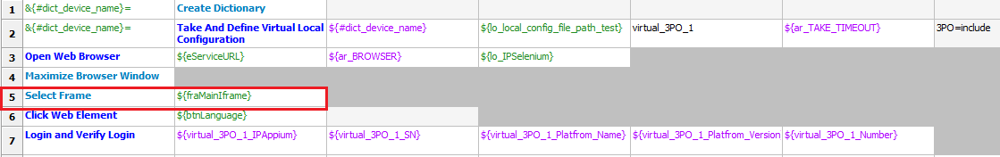 1 &{#dict_device_name}= Create Dictionary
2 &{#dict_device_name}= Take And Define Virtual Local Configuration ${#dict_device_name} ${lo_local_config_file_path_test} virtual_3PO_1 ${ar_TAKE_TIMEOUT} 3PO=include
3 Open Web Browser ${eServiceURL} ${ar_BROWSER} ${lo_IPSelenium}
4 Maximize Browser Window
5 Select Frame ${fraMainIframe}
6 Click Web Element ${btnLanguage}
7 Login and Verify Login ${virtual_3PO_1_IPAppium} ${virtual_3PO_1_SN} ${virtual_3PO_1_Platfrom_Name} ${virtual_3PO_1_Platfrom_Version ${virtual_3PO_1_Number}